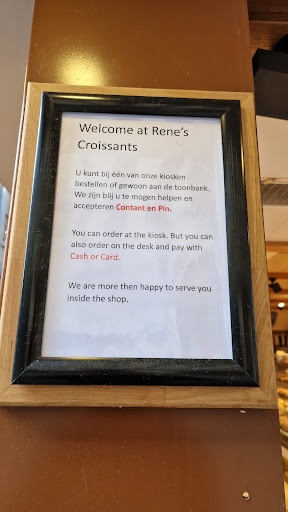 Welcome at Rene's
Croissants
U kunt bij één van onze kiosken
bestellen of gewoon aan de toonbank.
We zijn blij u te mogen helpen en
accepteren Contant en Pin.
You can order at the kiosk. But you can
also order on the desk and pay with
Cash or Card.
We are more then happy to serve you
inside the shop.